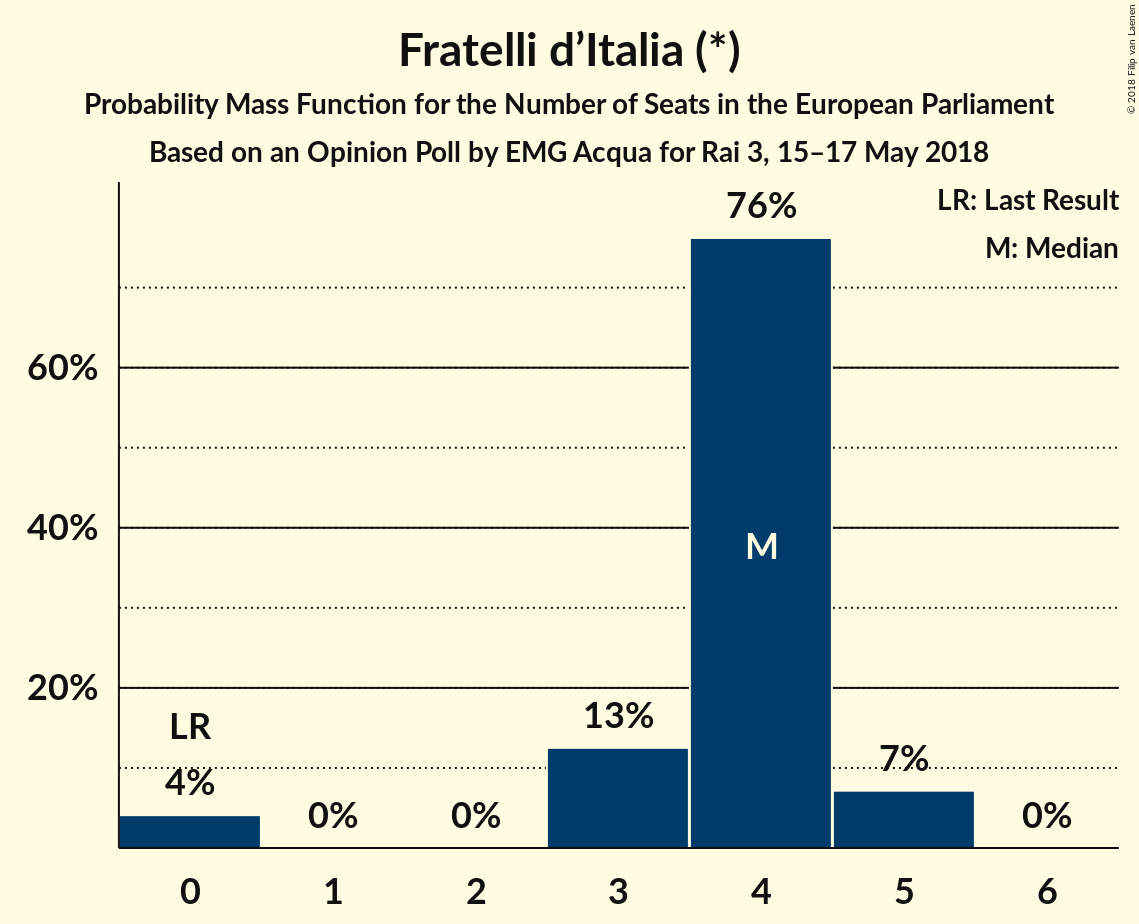 Fratelli d’Italia (*)
Probability Mass Function for the Number of Seats in the European Parliament
Based on an Opinion Poll by EMG Acqua for Rai 3, 15–17 May 2018
© 2018 Filip van Laenen
LR: Last Result
M: Median
76%
60%
40%
20%
M
LR
4%
0%
0%
13%
7%
0%
0 1 2 3 4 5 6